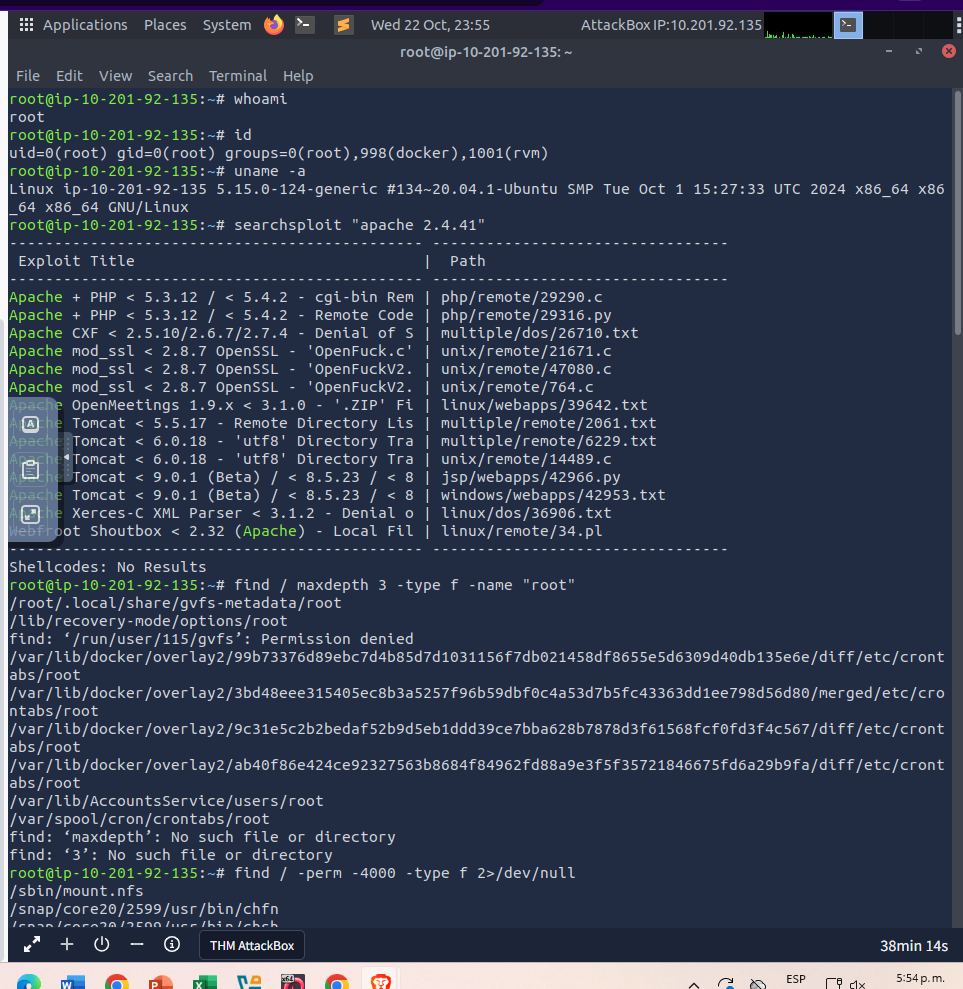 Applications Places System Wed 22 Oct, 23:55 AttackBox IP:10.201.92.135
root@ip-10-201-92-135: ~
File Edit View Search Terminal Help
root@ip-10-201-92-135:~# whoami
root
root@ip-10-201-92-135:~# id
uid=0(root) gid=0(root) groups=0(root),998(docker),1001(rvm)
root@ip-10-201-92-135:~# uname -a
Linux ip-10-201-92-135 5.15.0-124-generic #134~20.04.1-Ubuntu SMP Tue Oct 1 15:27:33 UTC 2024 x86_64 x86
_64 x86_64 GNU/Linux
root@ip-10-201-92-135:~# searchsploit "apache 2.4.41"
---------------------------------------------- ---------------------------------
Exploit Title | Path
---------------------------------------------- ---------------------------------
Apache + PHP < 5.3.12 / < 5.4.2 - cgi-bin Rem | php/remote/29290.c
Apache + PHP < 5.3.12 / < 5.4.2 - Remote Code | php/remote/29316.py
Apache CXF < 2.5.10/2.6.7/2.7.4 - Denial of S | multiple/dos/26710.txt
Apache mod_ssl < 2.8.7 OpenSSL - 'OpenFuck.c' | unix/remote/21671.c
Apache mod_ssl < 2.8.7 OpenSSL - 'OpenFuckV2. | unix/remote/47080.c
Apache mod_ssl < 2.8.7 OpenSSL - 'OpenFuckV2. | unix/remote/764.c
Apache OpenMeetings 1.9.x < 3.1.0 - '.ZIP' Fi | linux/webapps/39642.txt
Apache Tomcat < 5.5.17 - Remote Directory Lis | multiple/remote/2061.txt
Apache Tomcat < 6.0.18 - 'utf8' Directory Tra | multiple/remote/6229.txt
Apache Tomcat < 6.0.18 - 'utf8' Directory Tra | unix/remote/14489.c
Apache Tomcat < 9.0.1 (Beta) / < 8.5.23 / < 8 | jsp/webapps/42966.py
Apache Tomcat < 9.0.1 (Beta) / < 8.5.23 / < 8 | windows/webapps/42953.txt
Apache Xerces-C XML Parser < 3.1.2 - Denial o | linux/dos/36906.txt
Webfroot Shoutbox < 2.32 (Apache) - Local Fil | linux/remote/34.pl
---------------------------------------------- ---------------------------------
Shellcodes: No Results
root@ip-10-201-92-135:~# find / maxdepth 3 -type f -name "root"
/root/.local/share/gvfs-metadata/root
/lib/recovery-mode/options/root
find: ‘/run/user/115/gvfs’: Permission denied
/var/lib/docker/overlay2/99b73376d89ebc7d4b85d7d1031156f7db021458df8655e5d6309d40db135e6e/diff/etc/cront
abs/root
/var/lib/docker/overlay2/3bd48eee315405ec8b3a5257f96b59dbf0c4a53d7b5fc43363dd1ee798d56d80/merged/etc/cro
ntabs/root
/var/lib/docker/overlay2/9c31e5c2b2bedaf52b9d5eb1ddd39ce7bba628b7878d3f61568fcf0fd3f4c567/diff/etc/cront
abs/root
/var/lib/docker/overlay2/ab40f86e424ce92327563b8684f84962fd88a9e3f5f35721846675fd6a29b9fa/diff/etc/cront
abs/root
/var/lib/AccountsService/users/root
/var/spool/cron/crontabs/root
find: ‘maxdepth’: No such file or directory
find: ‘3’: No such file or directory
root@ip-10-201-92-135:~# find / -perm -4000 -type f 2>/dev/null
/sbin/mount.nfs
/snap/core20/2599/usr/bin/chfn
/snap/core20/2599/usr/bin/chsh
THM AttackBox 38min 14s
ESP 5:54 p. m.